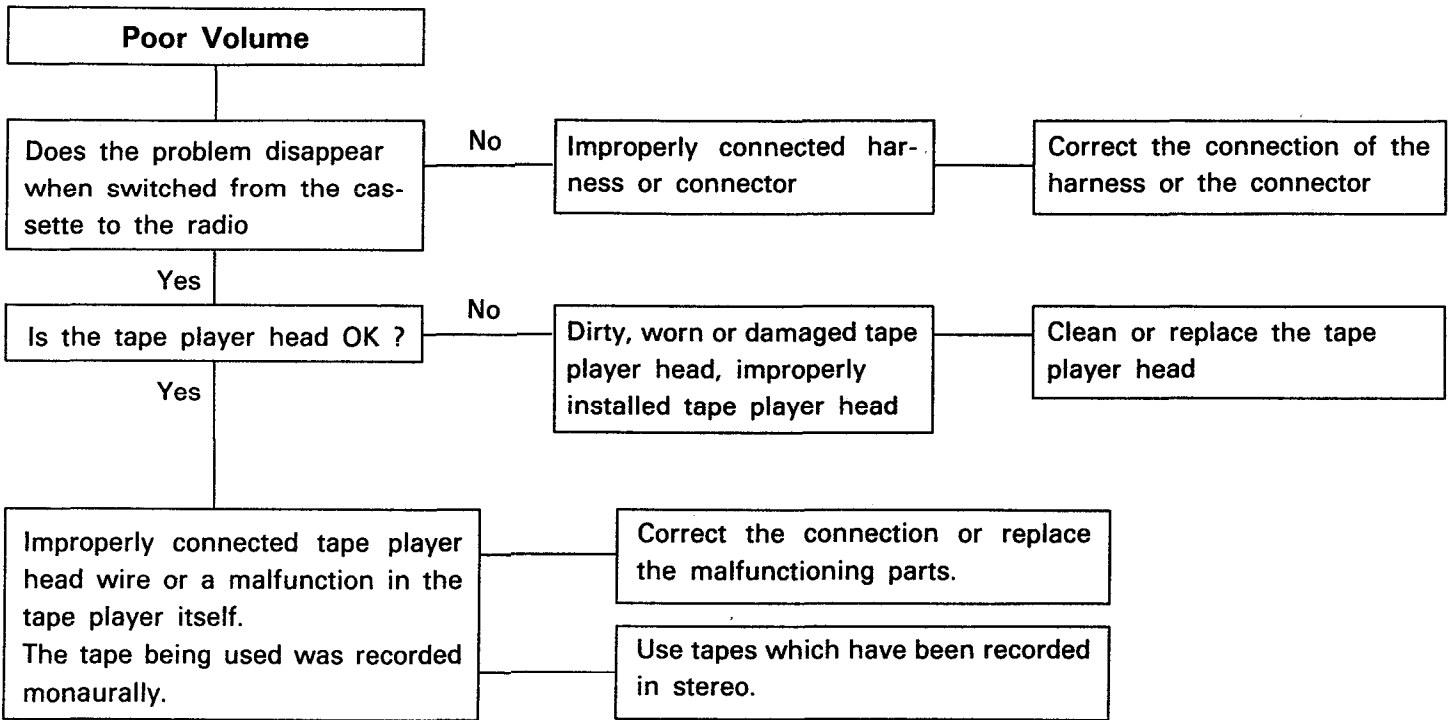 Poor Volume
Does the problem disappear
when switched from the cas-
sette to the radio
No
Improperly connected har-
ness or connector
Correct the connection of the
harness or the connector
Yes
Is the tape player head OK ?
No
Dirty, worn or damaged tape
player head, improperly
installed tape player head
Clean or replace the tape
player head
Yes
Improperly connected tape player
head wire or a malfunction in the
tape player itself.
The tape being used was recorded
monaurally.
Correct the connection or replace
the malfunctioning parts.
Use tapes which have been recorded
in stereo.